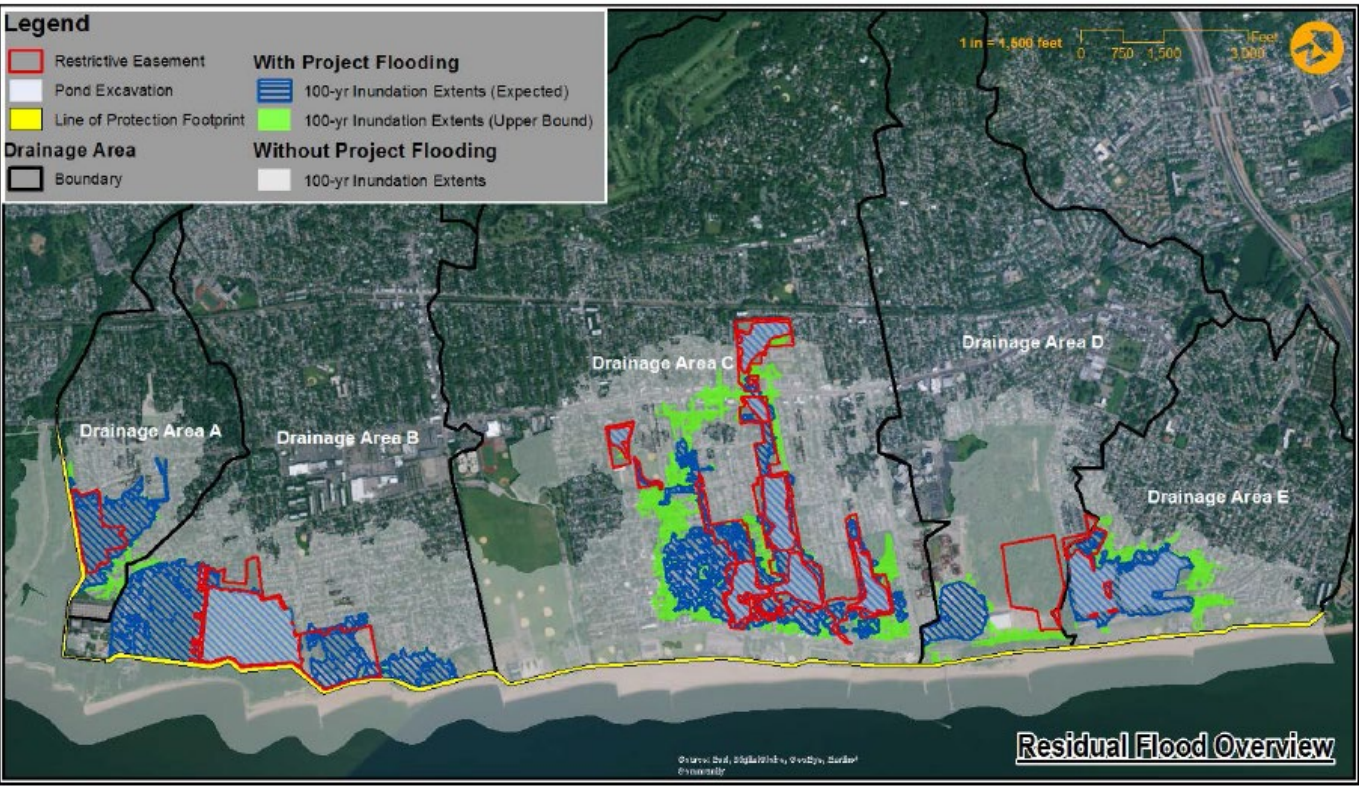 Legend
Restrictive Easement
Pond Excavation
Line of Protection Footprint
Drainage Area
Boundary
With Project Flooding
100-yr Inundation Extents (Expected)
100-yr Inundation Extents (Upper Bound)
Without Project Flooding
100-yr Inundation Extents
1 in = 1,500 feet
Feet
0 750 1,500 3,000
Drainage Area A
Drainage Area B
Drainage Area C
Drainage Area D
Drainage Area E
Residual Flood Overview
Community